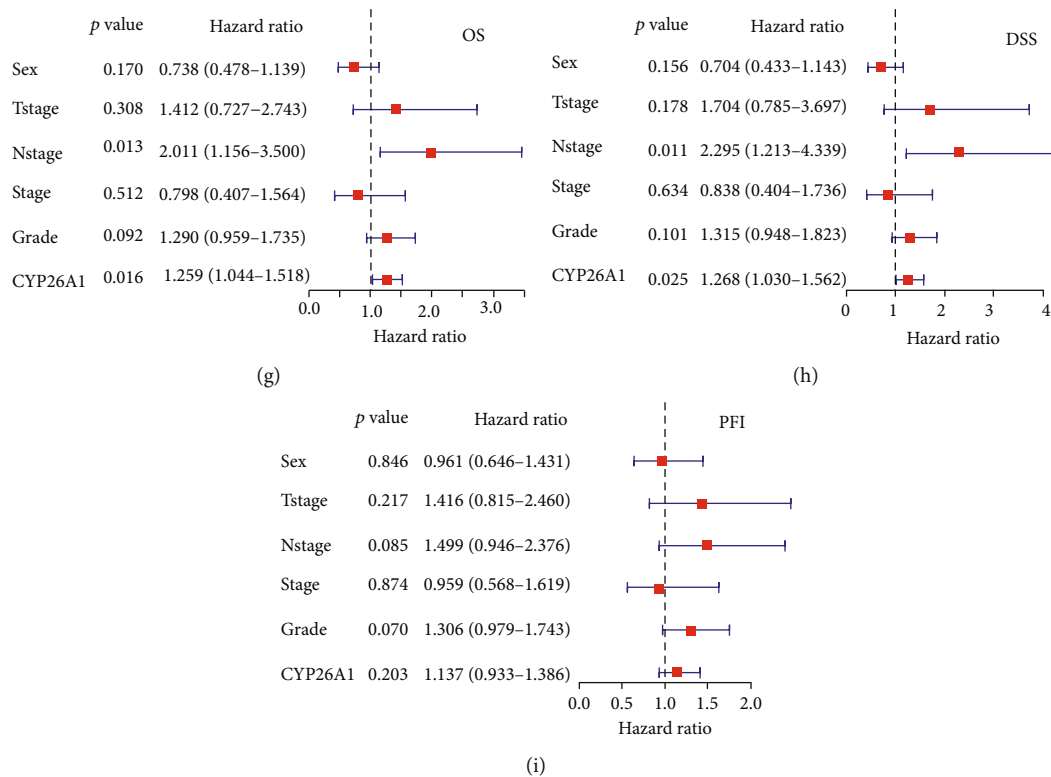 p value Hazard ratio OS
Sex 0.170 0.738 (0.478–1.139)
Tstage 0.308 1.412 (0.727–2.743)
Nstage 0.013 2.011 (1.156–3.500)
Stage 0.512 0.798 (0.407–1.564)
Grade 0.092 1.290 (0.959–1.735)
CYP26A1 0.016 1.259 (1.044–1.518)
0.0 1.0 2.0 3.0
Hazard ratio
(g)
p value Hazard ratio DSS
Sex 0.156 0.704 (0.433–1.143)
Tstage 0.178 1.704 (0.785–3.697)
Nstage 0.011 2.295 (1.213–4.339)
Stage 0.634 0.838 (0.404–1.736)
Grade 0.101 1.315 (0.948–1.823)
CYP26A1 0.025 1.268 (1.030–1.562)
0 1 2 3 4
Hazard ratio
(h)
p value Hazard ratio PFI
Sex 0.846 0.961 (0.646–1.431)
Tstage 0.217 1.416 (0.815–2.460)
Nstage 0.085 1.499 (0.946–2.376)
Stage 0.874 0.959 (0.568–1.619)
Grade 0.070 1.306 (0.979–1.743)
CYP26A1 0.203 1.137 (0.933–1.386)
0.0 0.5 1.0 1.5 2.0
Hazard ratio
(i)